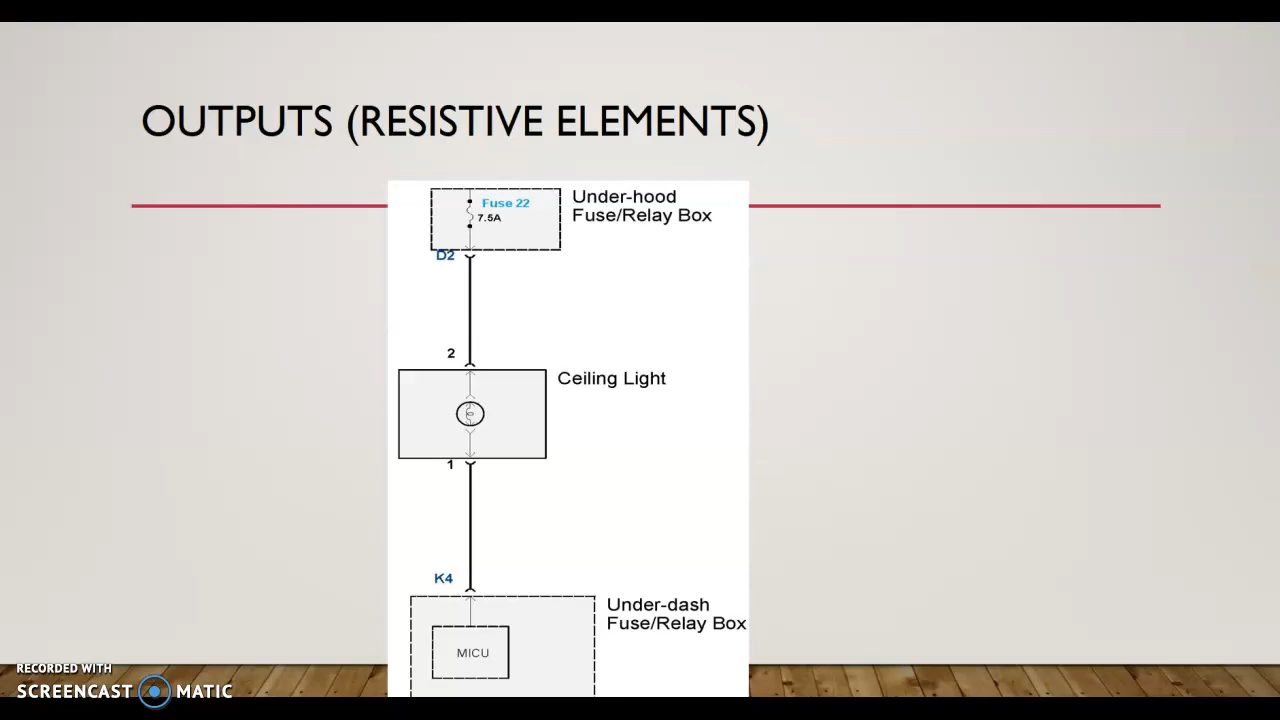 OUTPUTS (RESISTIVE ELEMENTS)
Fuse 22
7.5A
Under-hood
Fuse/Relay Box
D2
2
Ceiling Light
1
K4
Under-dash
Fuse/Relay Box
MICU
RECORDED WITH
SCREENCAST MATIC